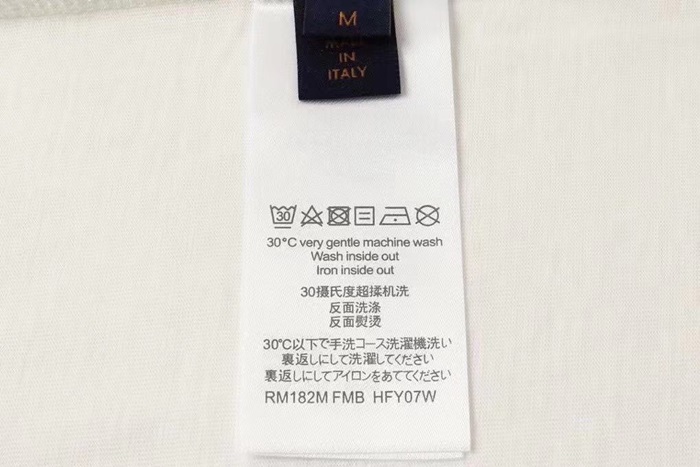 M
MADE
IN
ITALY
30
30°C very gentle machine wash
Wash inside out
Iron inside out
30摄氏度超揉机洗
反面洗涤
反面熨烫
30℃以下で手洗コース洗濯機洗い
裏返しにして洗濯してください
裏返しにしてアイロンをあててください
RM182M FMB HFY07W